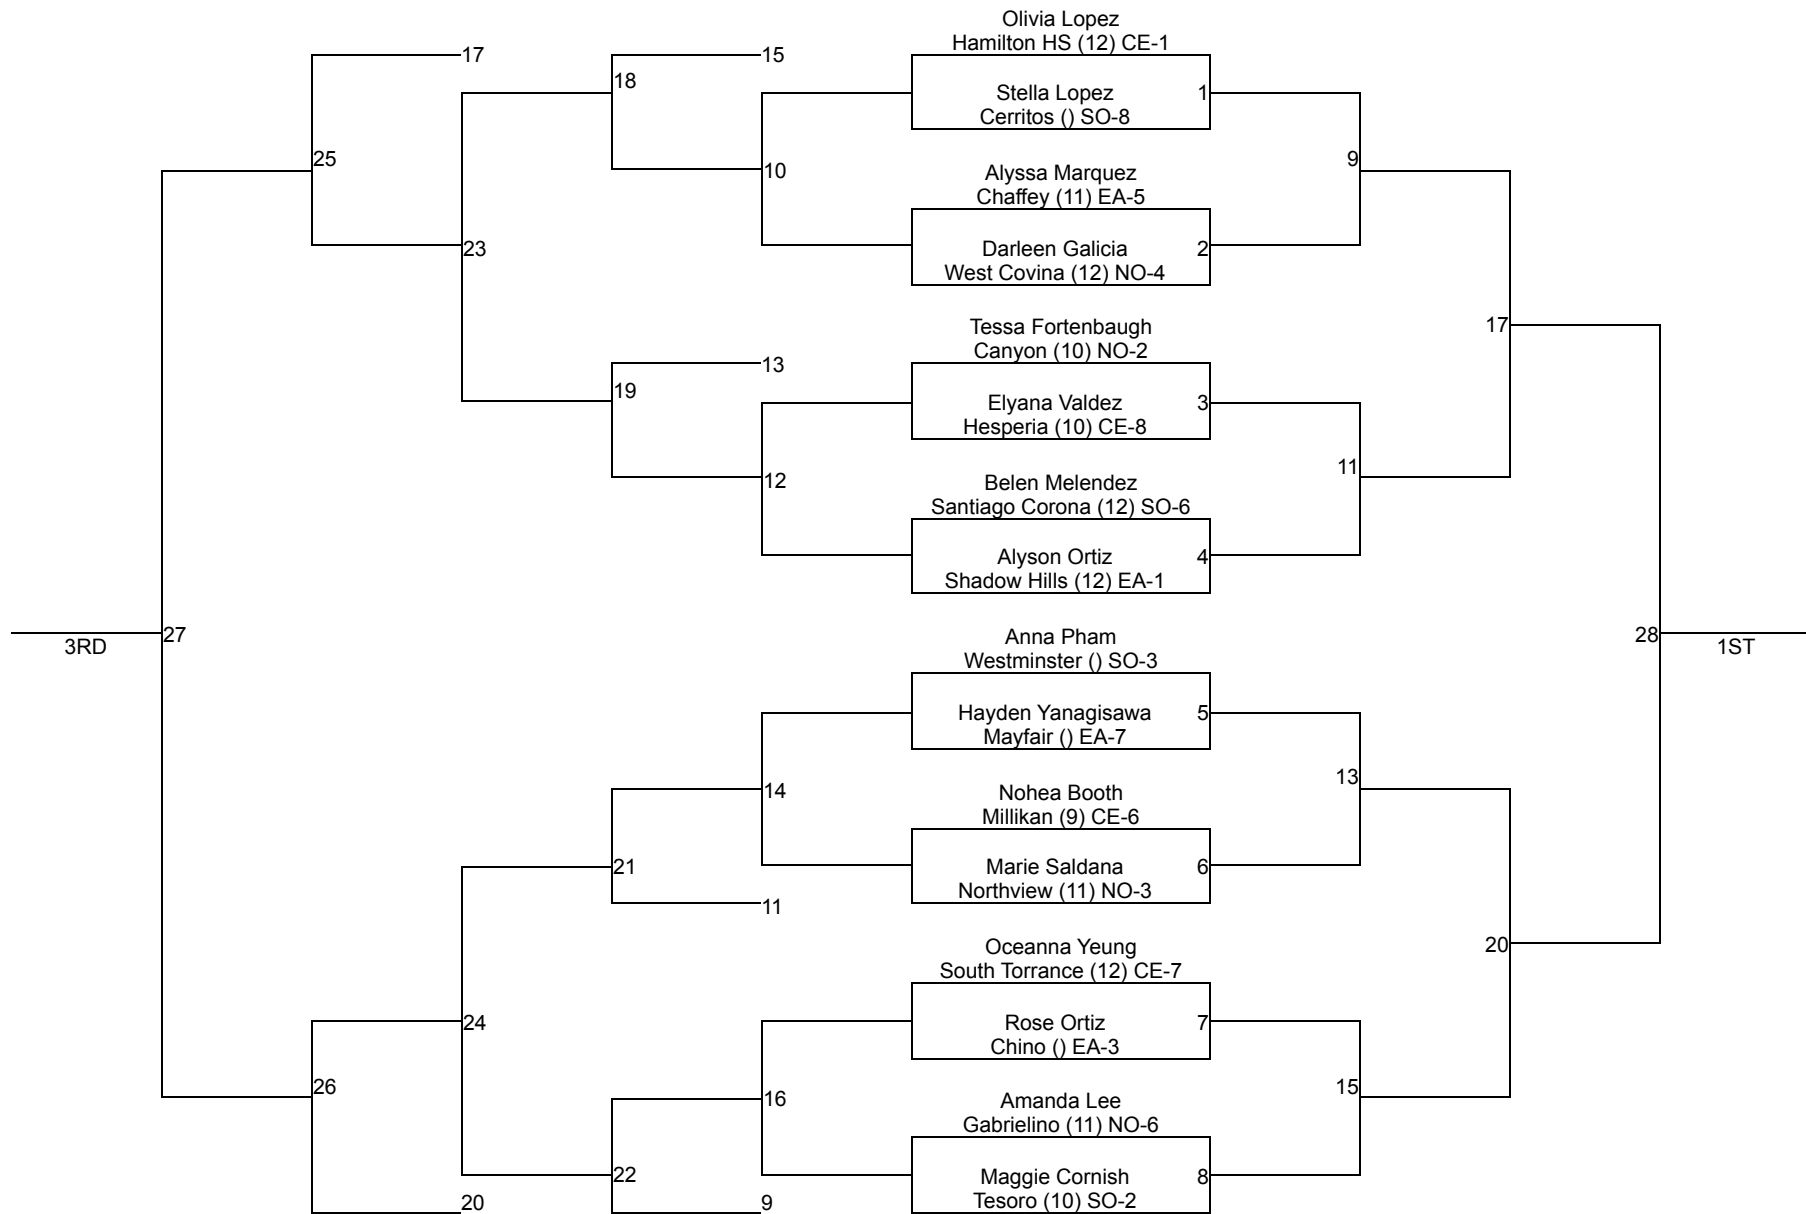 Olivia Lopez
Hamilton HS (12) CE-1
17
15
18
Stella Lopez
1
Cerritos () SO-8
25
10
9
Alyssa Marquez
Chaffey (11) EA-5
23
Darleen Galicia
2
West Covina (12) NO-4
Tessa Fortenbaugh
17
Canyon (10) NO-2
13
19
Elyana Valdez
3
Hesperia (10) CE-8
11
12
Belen Melendez
Santiago Corona (12) SO-6
Alyson Ortiz
4
Shadow Hills (12) EA-1
27
Anna Pham
28
3RD
1ST
Westminster () SO-3
Hayden Yanagisawa
5
Mayfair () EA-7
13
14
Nohea Booth
Millikan (9) CE-6
21
Marie Saldana
6
Northview (11) NO-3
11
Oceanna Yeung
20
South Torrance (12) CE-7
24
Rose Ortiz
7
Chino () EA-3
26
15
16
Amanda Lee
Gabrielino (11) NO-6
22
Maggie Cornish
8
Tesoro (10) SO-2
20
9